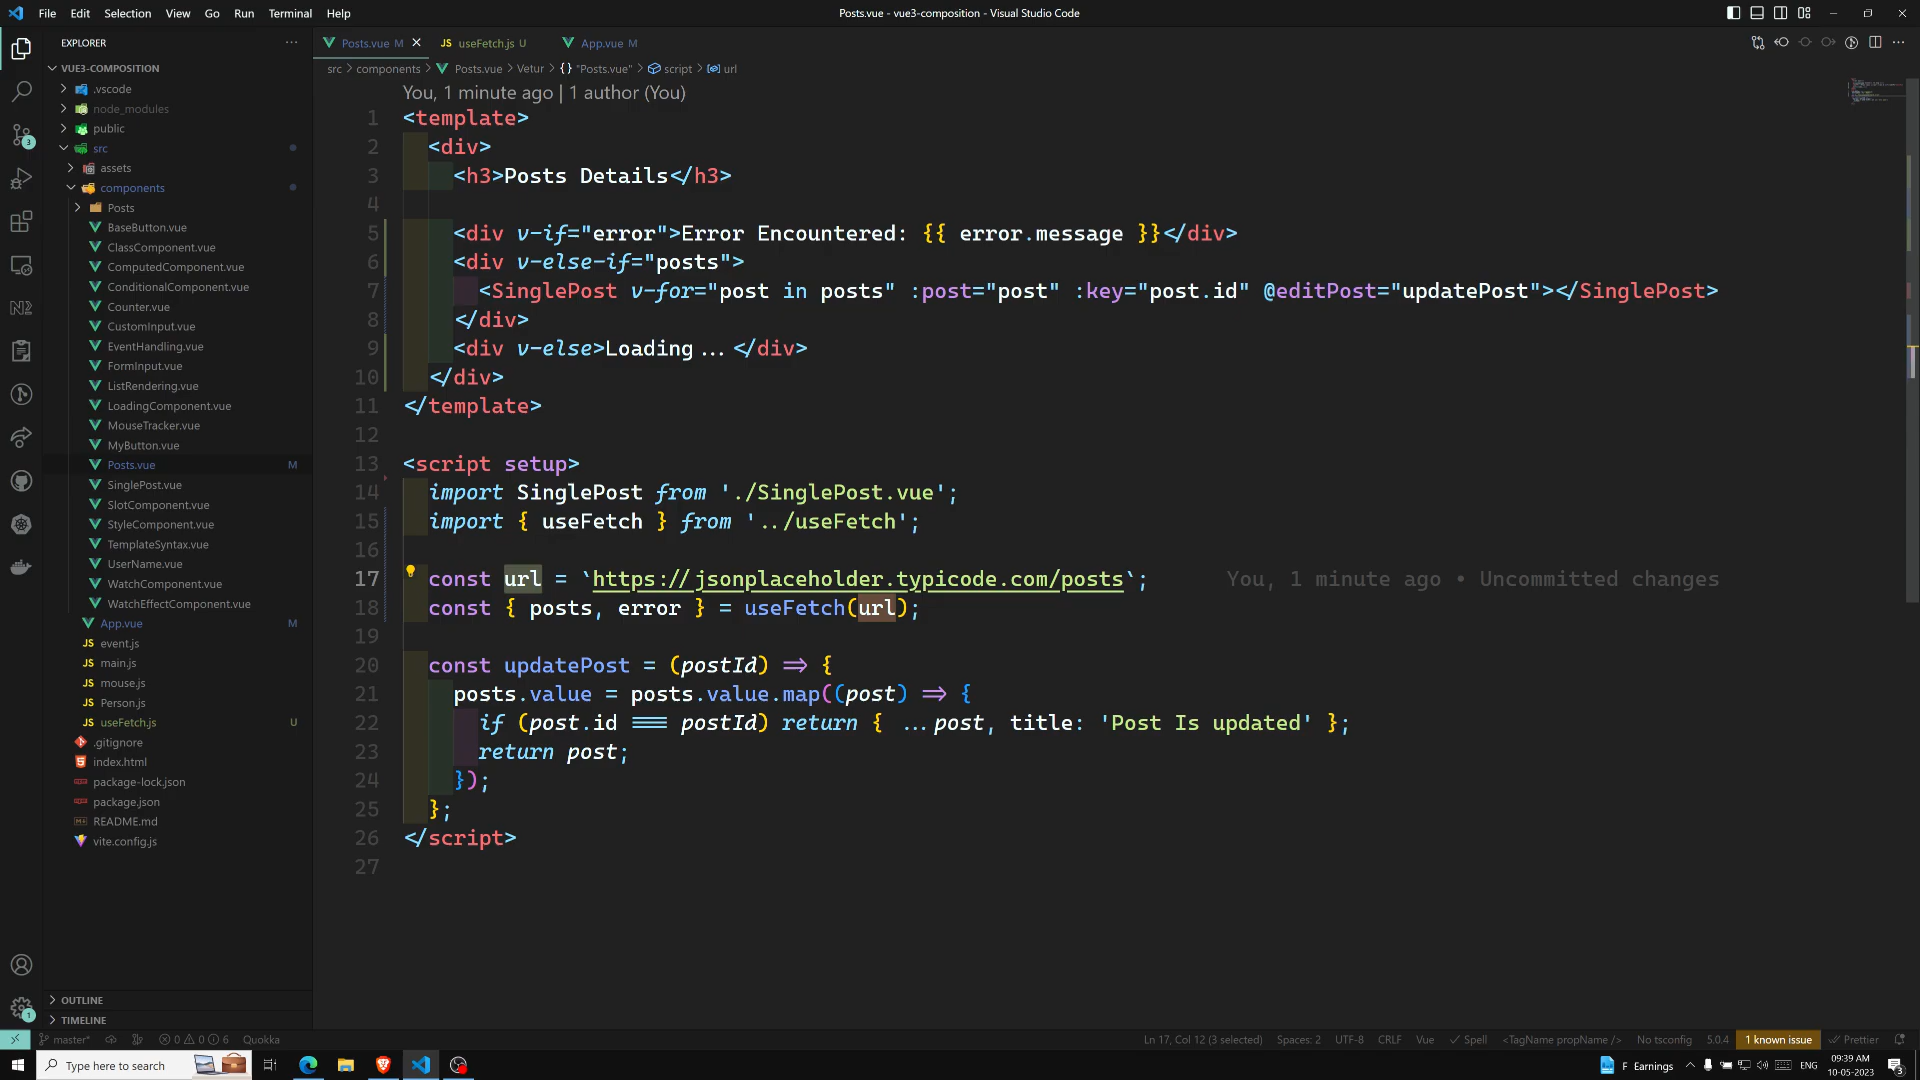 File Edit Selection View Go Run Terminal Help
Posts.vue - vue3-composition - Visual Studio Code
EXPLORER
VUE3-COMPOSITION
.vscode
node_modules
public
src
assets
components
Posts
BaseButton.vue
ClassComponent.vue
ComputedComponent.vue
ConditionalComponent.vue
Counter.vue
CustomInput.vue
EventHandling.vue
FormInput.vue
ListRendering.vue
LoadingComponent.vue
MouseTracker.vue
MyButton.vue
Posts.vue M
SinglePost.vue
SlotComponent.vue
StyleComponent.vue
TemplateSyntax.vue
UserName.vue
WatchComponent.vue
WatchEffectComponent.vue
App.vue M
JS event.js
JS main.js
JS mouse.js
JS Person.js
JS useFetch.js U
.gitignore
index.html
package-lock.json
package.json
README.md
vite.config.js
OUTLINE
TIMELINE
Posts.vue M JS useFetch.js U App.vue M
src > components > Posts.vue > Vetur > {} "Posts.vue" > script > url
You, 1 minute ago | 1 author (You)
1 <template>
2 <div>
3 <h3>Posts Details</h3>
4
5 <div v-if="error">Error Encountered: {{ error.message }}</div>
6 <div v-else-if="posts">
7 <SinglePost v-for="post in posts" :post="post" :key="post.id" @editPost="updatePost"></SinglePost>
8 </div>
9 <div v-else>Loading...</div>
10 </div>
11 </template>
12
13 <script setup>
14 import SinglePost from './SinglePost.vue';
15 import { useFetch } from '../useFetch';
16
17 const url = `https://jsonplaceholder.typicode.com/posts`; You, 1 minute ago • Uncommitted changes
18 const { posts, error } = useFetch(url);
19
20 const updatePost = (postId) => {
21 posts.value = posts.value.map((post) => {
22 if (post.id === postId) return { ...post, title: 'Post Is updated' };
23 return post;
24 });
25 };
26 </script>
27
master* 0 0 6 Quokka
Ln 17, Col 12 (3 selected) Spaces: 2 UTF-8 CRLF Vue Spell <TagName propName /> No tsconfig 5.0.4 1 known issue Prettier
Type here to search
F Earnings
ENG
09:39 AM
10-05-2023
3
3
1